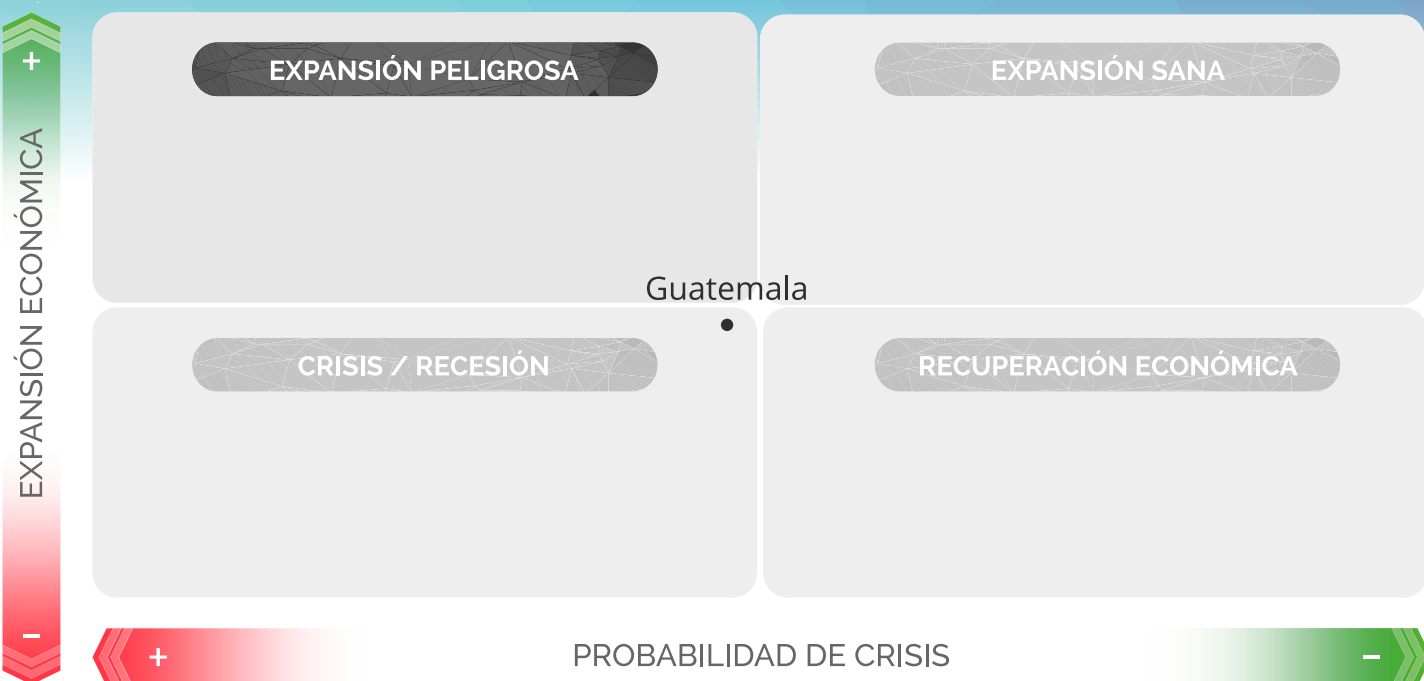 +
EXPANSIÓN ECONÓMICA
−
EXPANSIÓN PELIGROSA
EXPANSIÓN SANA
Guatemala
CRISIS / RECESIÓN
RECUPERACIÓN ECONÓMICA
+
PROBABILIDAD DE CRISIS
−